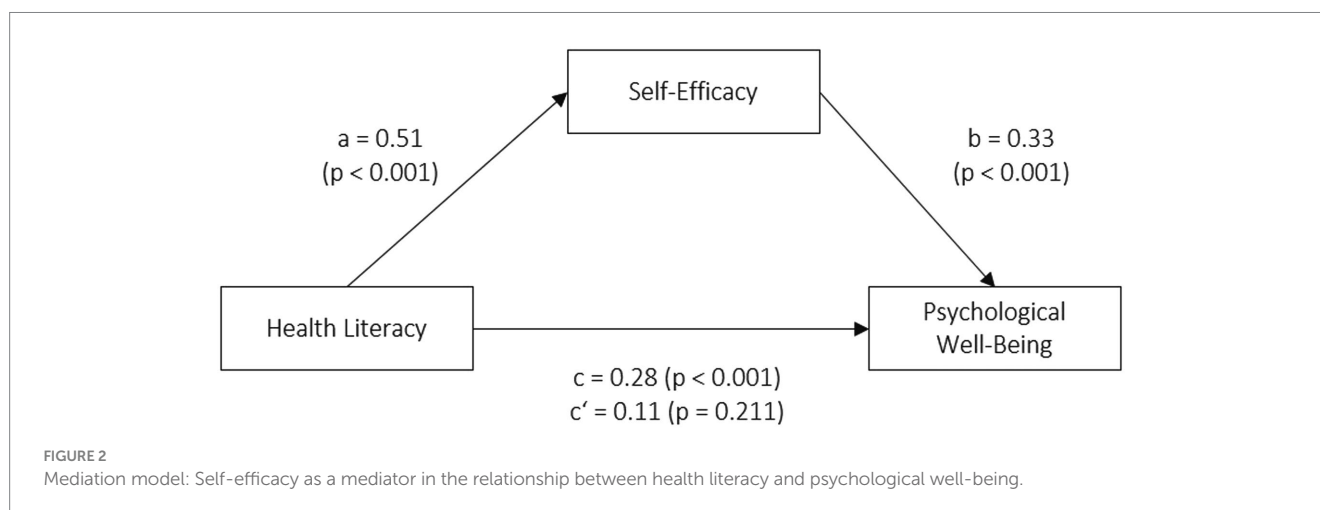 Self-Efficacy
a = 0.51
(p < 0.001)
b = 0.33
(p < 0.001)
Health Literacy
Psychological
Well-Being
c = 0.28 (p < 0.001)
c‘ = 0.11 (p = 0.211)
FIGURE 2
Mediation model: Self-efficacy as a mediator in the relationship between health literacy and psychological well-being.